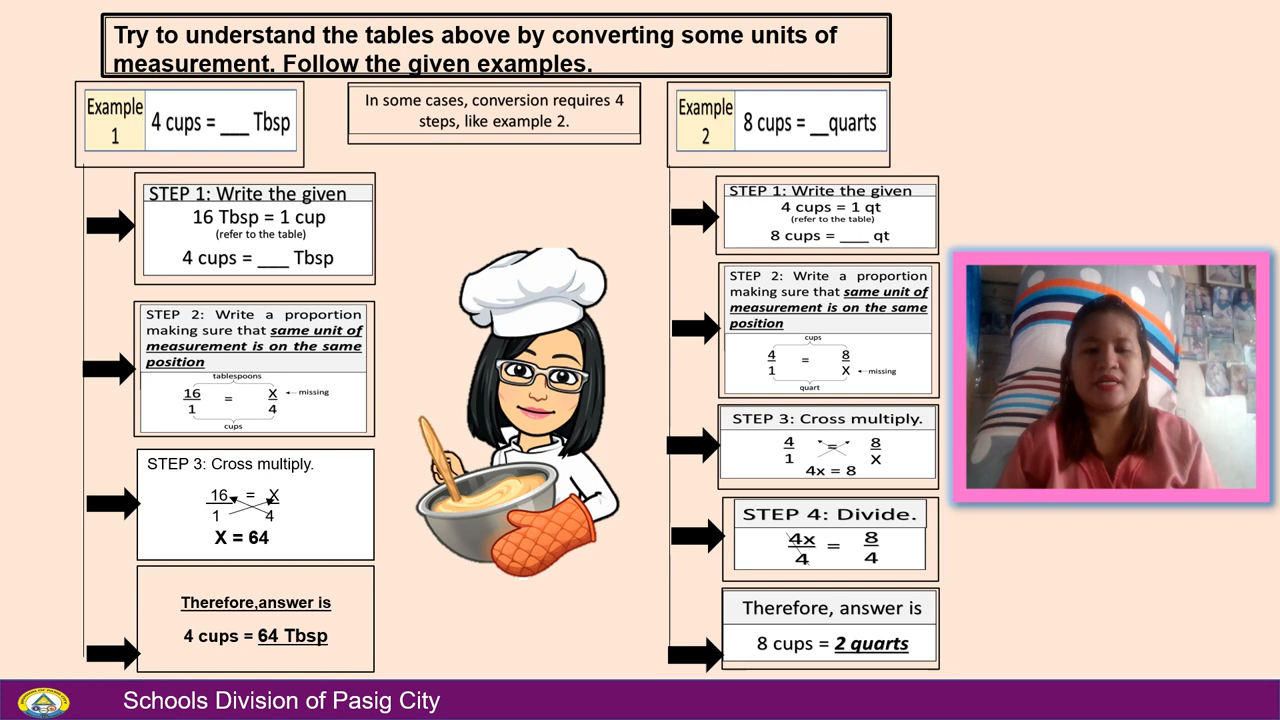 Try to understand the tables above by converting some units of
measurement. Follow the given examples.
Example
1
4 cups = ___ Tbsp
In some cases, conversion requires 4
steps, like example 2.
Example
2
8 cups = __quarts
STEP 1: Write the given
16 Tbsp = 1 cup
(refer to the table)
4 cups = ___ Tbsp
STEP 2: Write a proportion
making sure that same unit of
measurement is on the same
position
tablespoons
16 = X ←missing
1 4
cups
STEP 3: Cross multiply.
16 = X
1 4
X = 64
Therefore,answer is
4 cups = 64 Tbsp
STEP 1: Write the given
4 cups = 1 qt
(refer to the table)
8 cups = ___ qt
STEP 2: Write a proportion
making sure that same unit of
measurement is on the same
position
cups
4 = 8
1 X ←missing
quart
STEP 3: Cross multiply.
4 = 8
1 X
4x = 8
STEP 4: Divide.
4x = 8
4 4
Therefore, answer is
8 cups = 2 quarts
Schools Division of Pasig City